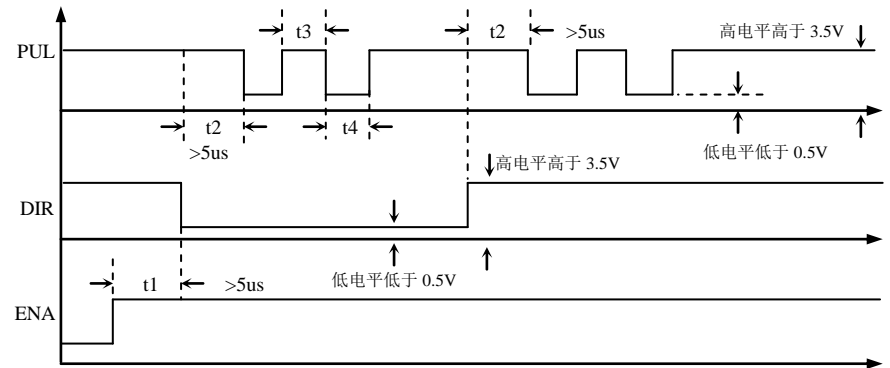 t3
t2
>5us
高电平高于 3.5V
PUL
t2
t4
>5us
低电平低于 0.5V
高电平高于 3.5V
DIR
t1
>5us
低电平低于 0.5V
ENA